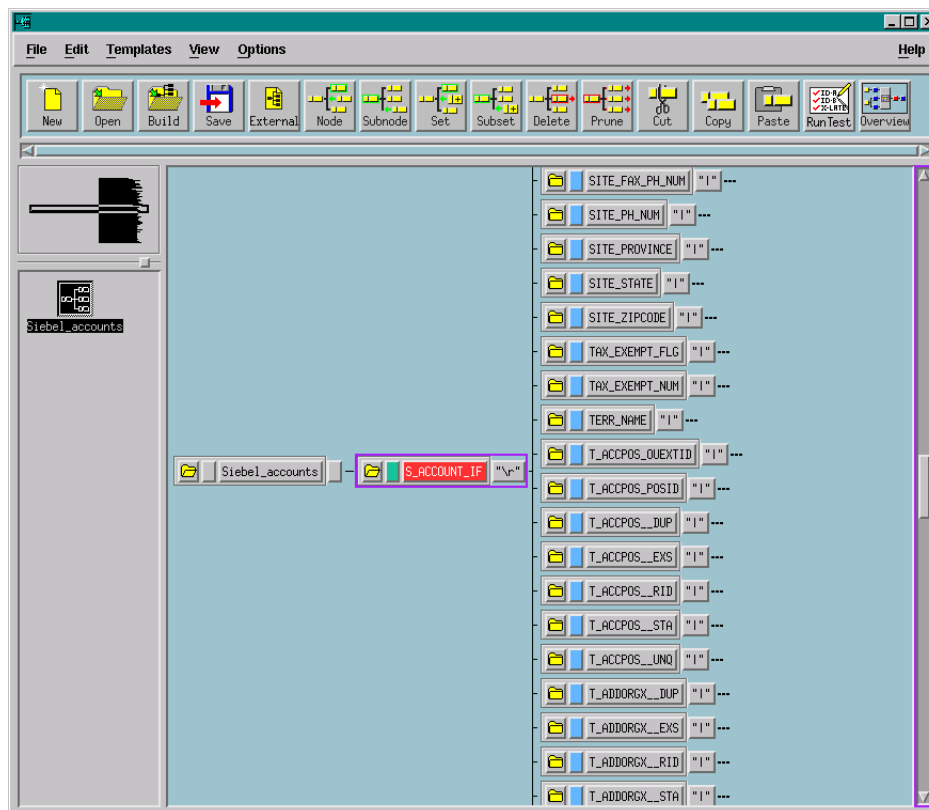 File Edit Templates View Options Help
New Open Build Save External Node Subnode Set Subset Delete Prune Cut Copy Paste RunTest Overview
SITE_FAX_PH_NUM "|"
SITE_PH_NUM "|"
SITE_PROVINCE "|"
SITE_STATE "|"
Siebel_accounts
SITE_ZIPCODE "|"
TAX_EXEMPT_FLG "|"
TAX_EXEMPT_NUM "|"
TERR_NAME "|"
T_ACCPOS_OUEXTID "|"
Siebel_accounts S_ACCOUNT_IF "\r"
T_ACCPOS_POSID "|"
T_ACCPOS__DUP "|"
T_ACCPOS__EXS "|"
T_ACCPOS__RID "|"
T_ACCPOS__STA "|"
T_ACCPOS__UNQ "|"
T_ADDORGX__DUP "|"
T_ADDORGX__EXS "|"
T_ADDORGX__RID "|"
T_ADDORGX__STA "|"